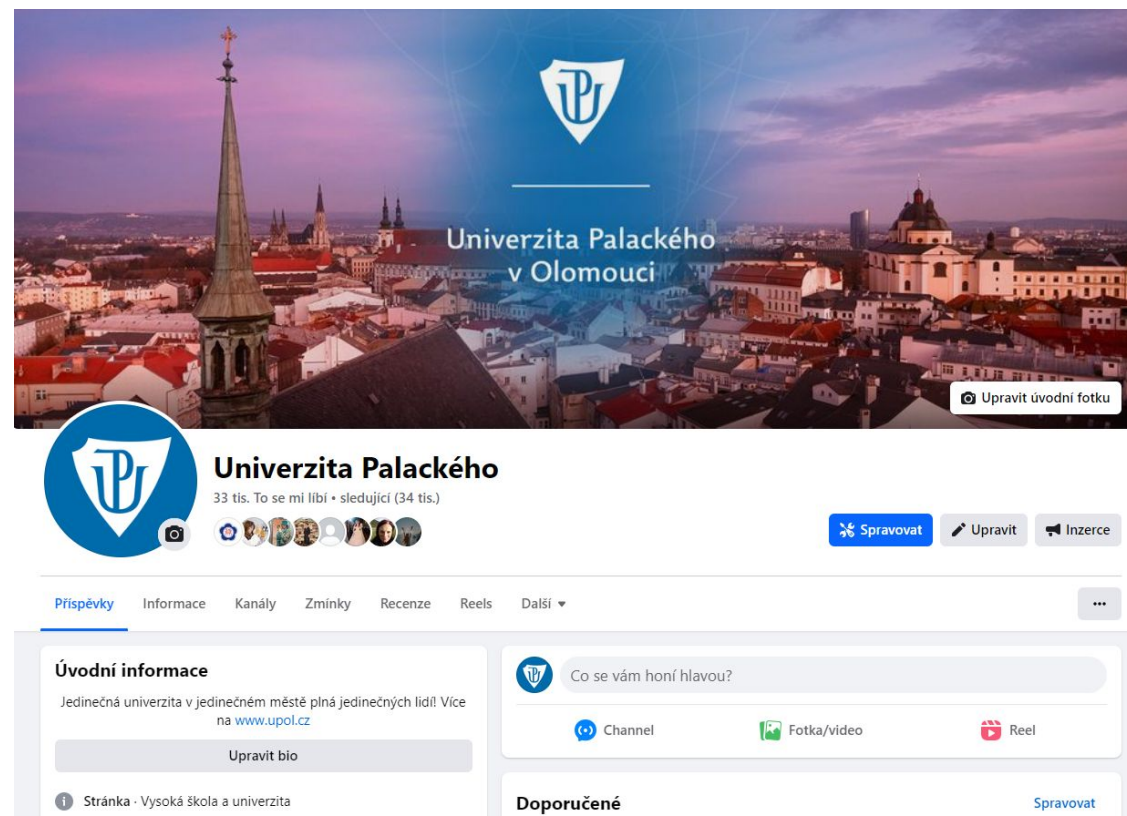 UP
Univerzita Palackého
v Olomouci
Upravit úvodní fotku
UP
Univerzita Palackého
33 tis. To se mi líbí • sledující (34 tis.)
Spravovat
Upravit
Inzerce
Příspěvky
Informace
Kanály
Zmínky
Recenze
Reels
Další
Úvodní informace
Jedinečná univerzita v jedinečném městě plná jedinečných lidí! Více
na www.upol.cz
Upravit bio
Stránka · Vysoká škola a univerzita
UP
Co se vám honí hlavou?
Channel
Fotka/video
Reel
Doporučené
Spravovat